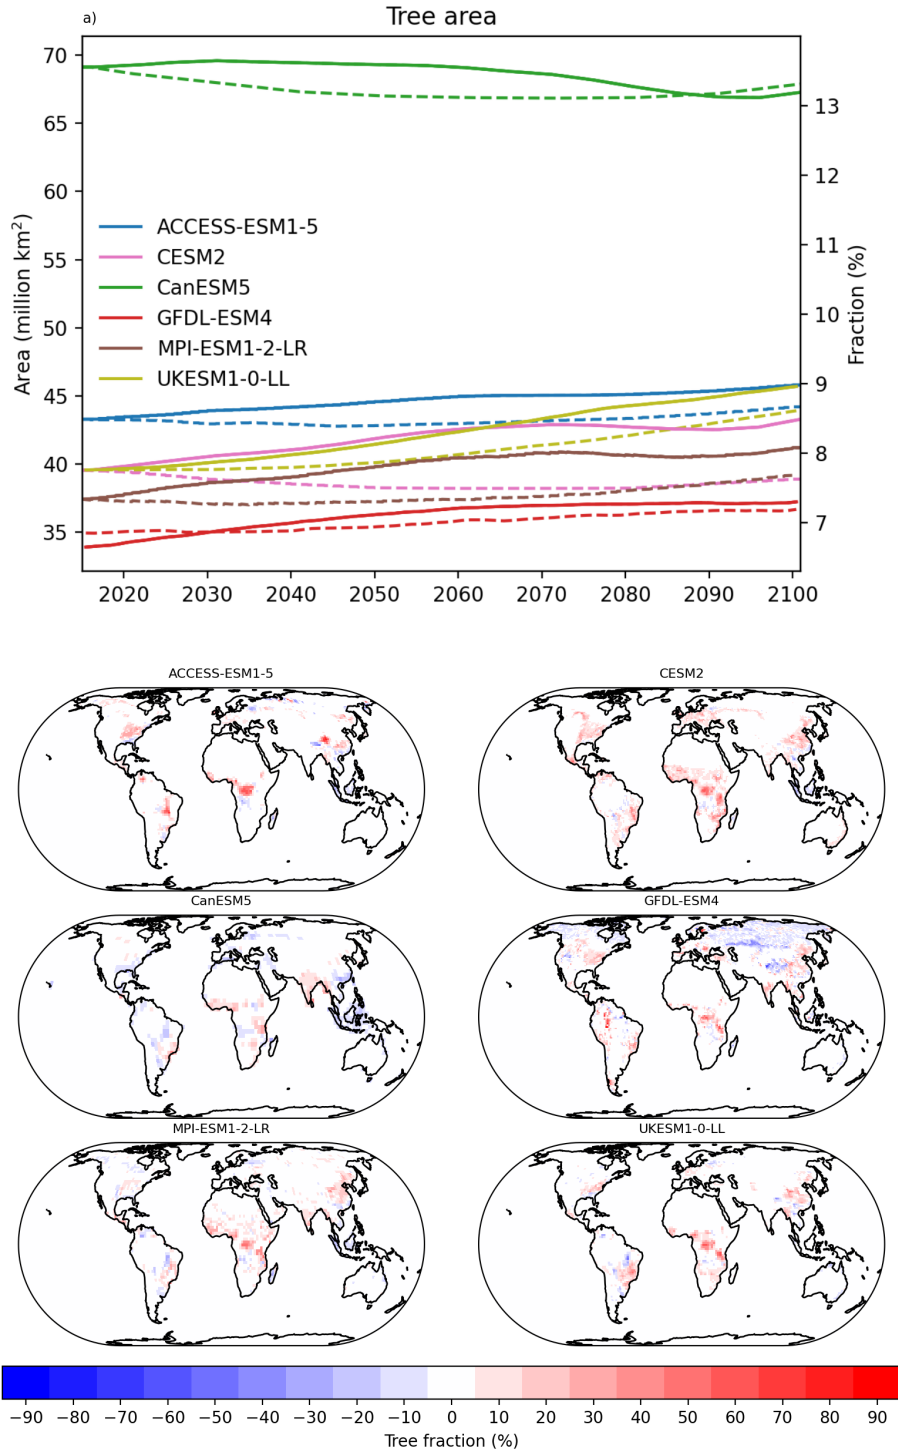 a)
Tree area
Area (million km²)
70
65
60
55
50
45
40
35
13
12
11
10
9
8
7
Fraction (%)
ACCESS-ESM1-5
CESM2
CanESM5
GFDL-ESM4
MPI-ESM1-2-LR
UKESM1-0-LL
2020 2030 2040 2050 2060 2070 2080 2090 2100
ACCESS-ESM1-5
CESM2
CanESM5
GFDL-ESM4
MPI-ESM1-2-LR
UKESM1-0-LL
−90 −80 −70 −60 −50 −40 −30 −20 −10 0 10 20 30 40 50 60 70 80 90
Tree fraction (%)